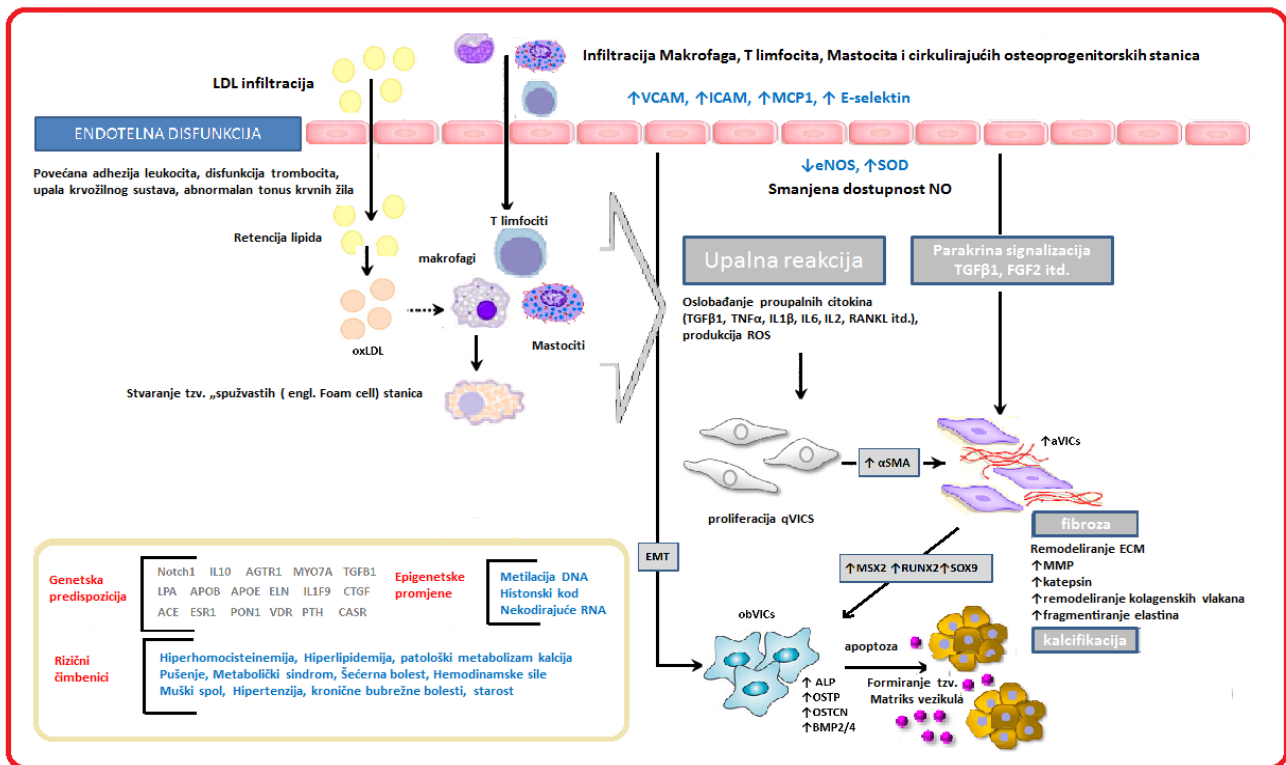 Infiltracija Makrofaga, T limfocita, Mastocita i cirkulirajućih osteoprogenitorskih stanica
LDL infiltracija
↑VCAM, ↑ICAM, ↑MCP1, ↑ E-selektin
ENDOTELNA DISFUNKCIJA
Povećana adhezija leukocita, disfunkcija trombocita,
upala krvožilnog sustava, abnormalan tonus krvnih žila
↓eNOS, ↑SOD
Smanjena dostupnost NO
Retencija lipida
T limfociti
makrofagi
Mastociti
oxLDL
Stvaranje tzv. „spužvastih ( engl. Foam cell) stanica
Upalna reakcija
Oslobađanje proupalnih citokina
(TGFβ1, TNFα, IL1β, IL6, IL2, RANKL itd.),
produkcija ROS
Parakrina signalizacija
TGFβ1, FGF2 itd.
↑ αSMA
↑aVICs
proliferacija qVICS
fibroza
Remodeliranje ECM
↑MMP
↑katepsin
↑remodeliranje kolagenskih vlakana
↑fragmentiranje elastina
kalcifikacija
EMT
↑MSX2 ↑RUNX2↑SOX9
obVICs
apoptoza
↑ ALP
↑OSTP
↑OSTCN
↑BMP2/4
Formiranje tzv.
Matriks vezikula
Genetska
predispozicija
Notch1 IL10 AGTR1 MYO7A TGFB1
LPA APOB APOE ELN IL1F9 CTGF
ACE ESR1 PON1 VDR PTH CASR
Epigenetske
promjene
Metilacija DNA
Histonski kod
Nekodirajuće RNA
Rizični
čimbenici
Hiperhomocisteinemija, Hiperlipidemija, patološki metabolizam kalcija
Pušenje, Metabolički sindrom, Šećerna bolest, Hemodinamske sile
Muški spol, Hipertenzija, kronične bubrežne bolesti, starost